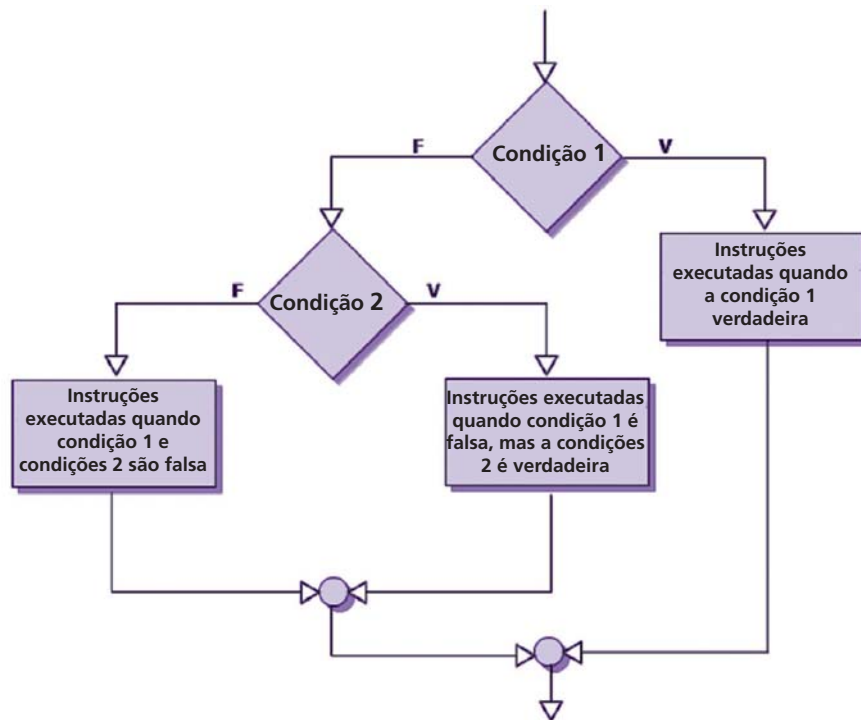 Condição 1
F
V
Instruções
executadas quando
a condição 1
verdadeira
Condição 2
F
V
Instruções
executadas quando
condição 1 e
condições 2 são falsa
Instruções executadas
quando condição 1 é
falsa, mas a condições
2 é verdadeira